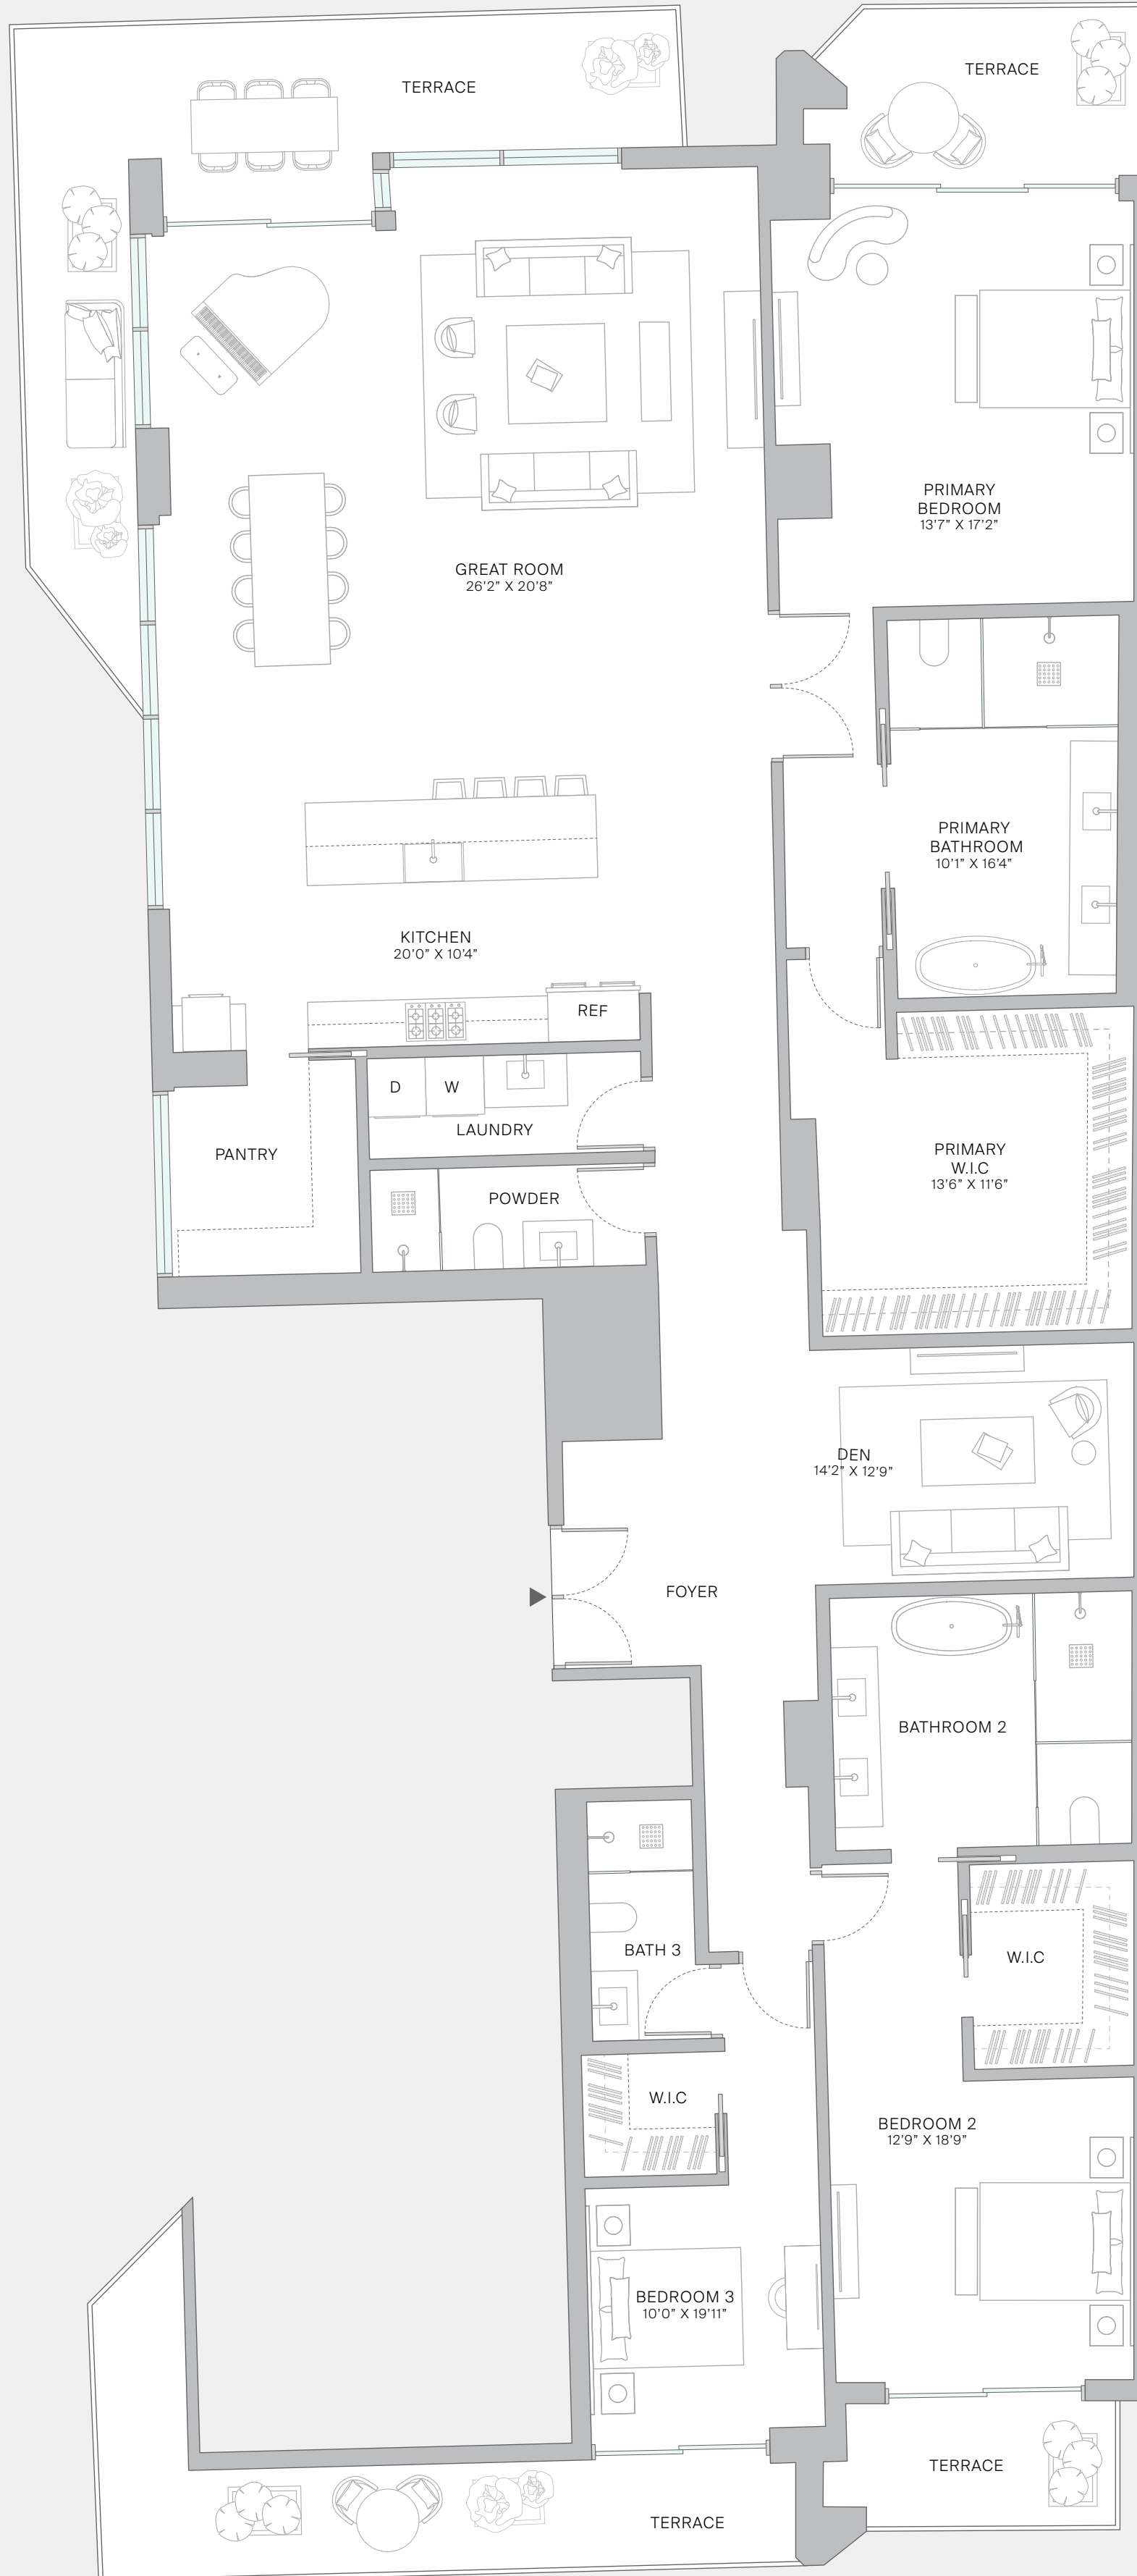 TERRACE
TERRACE
PRIMARY
BEDROOM
13'7" X 17'2"
GREAT ROOM
26'2" X 20'8"
PRIMARY
BATHROOM
10'1" X 16'4"
KITCHEN
20'0" X 10'4"
REF
D
W
LAUNDRY
PANTRY
PRIMARY
W.I.C
13'6" X 11'6"
POWDER
DEN
14'2" X 12'9"
FOYER
BATHROOM 2
BATH 3
W.I.C
W.I.C
BEDROOM 2
12'9" X 18'9"
BEDROOM 3
10'0" X 19'11"
TERRACE
TERRACE